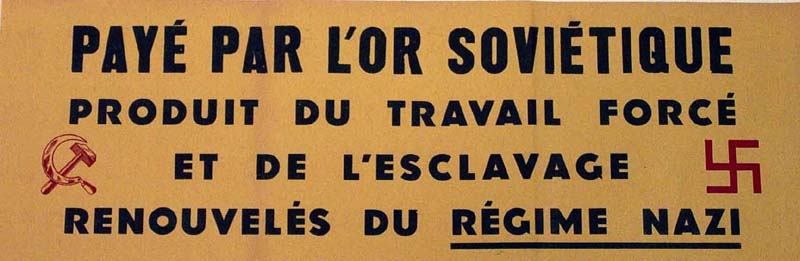 PAYÉ PAR L'OR SOVIÉTIQUE
PRODUIT DU TRAVAIL FORCÉ
ET DE L'ESCLAVAGE
RENOUVELÉS DU RÉGIME NAZI